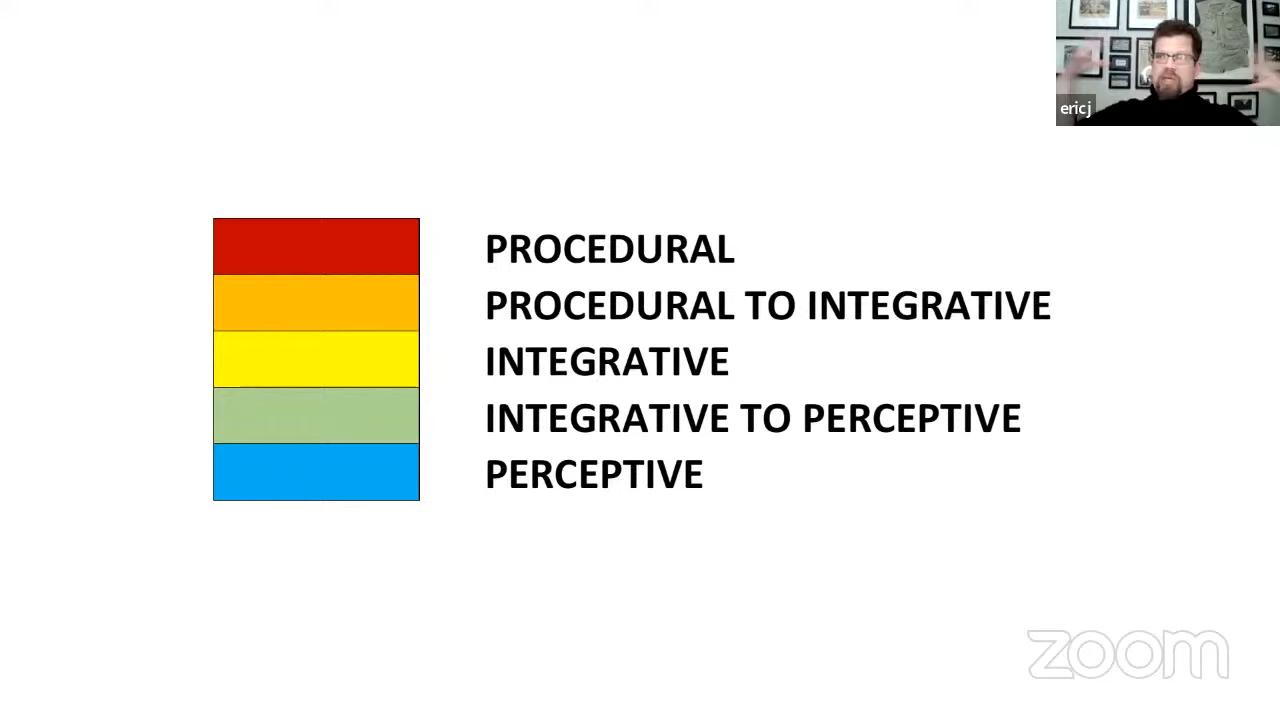 ericj
PROCEDURAL
PROCEDURAL TO INTEGRATIVE
INTEGRATIVE
INTEGRATIVE TO PERCEPTIVE
PERCEPTIVE
zoom